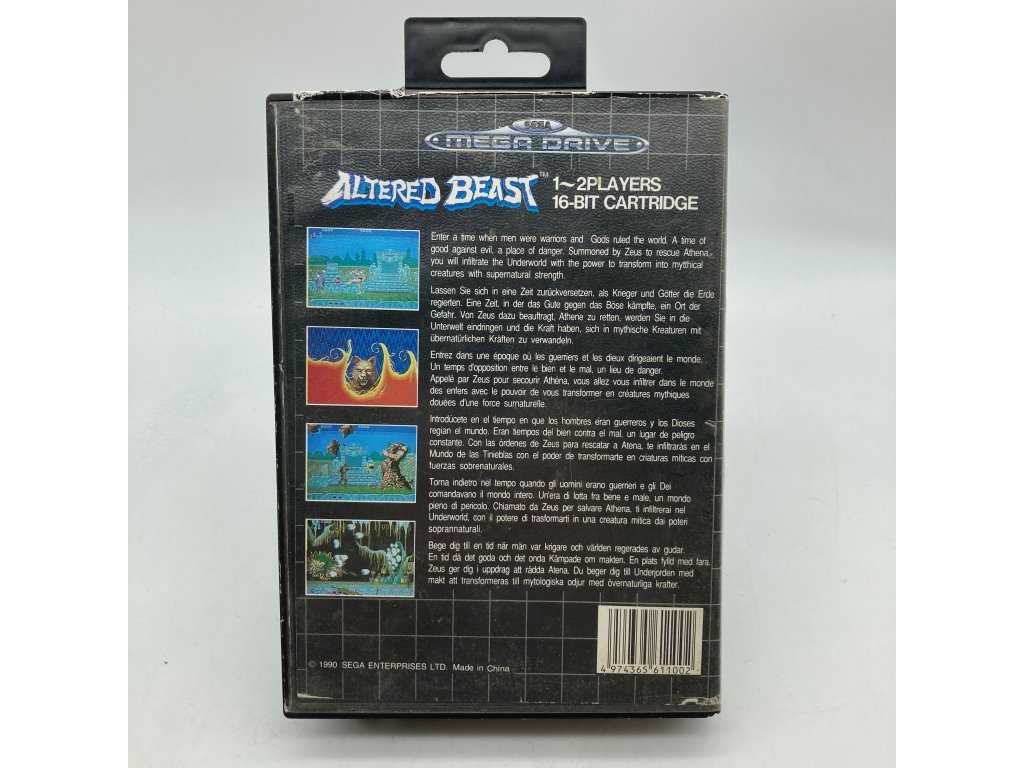 SEGA
MEGA DRIVE
ALTERED BEAST™
1~2PLAYERS
16-BIT CARTRIDGE
Enter a time when men were warriors and Gods ruled the world. A time of
good against evil, a place of danger. Summoned by Zeus to rescue Athena,
you will infiltrate the Underworld with the power to transform into mythical
creatures with supernatural strength.
Lassen Sie sich in eine Zeit zurückversetzen, als Krieger und Götter die Erde
regierten. Eine Zeit, in der das Gute gegen das Böse kämpfte, ein Ort der
Gefahr. Von Zeus dazu beauftragt, Athene zu retten, werden Sie in die
Unterwelt eindringen und die Kraft haben, sich in mythische Kreaturen mit
übernatürlichen Kräften zu verwandeln.
Entrez dans une époque où les guerriers et les dieux dirigeaient le monde.
Un temps d'opposition entre le bien et le mal, un lieu de danger.
Appelé par Zeus pour secourir Athéna, vous allez vous infiltrer dans le monde
des enfers avec le pouvoir de vous transformer en créatures mythiques
douées d'une force surnaturelle.
Introdúcete en el tiempo en que los hombres eran guerreros y los Dioses
regian el mundo. Eran tiempos del bien contra el mal, un lugar de peligro
constante. Con las órdenes de Zeus para rescatar a Atena, te infiltrarás en el
Mundo de las Tinieblas con el poder de transformarte en criaturas míticas con
fuerzas sobrenaturales.
Torna indietro nel tempo quando gli uomini erano guerrieri e gli Dei
comandavano il mondo intero. Un'era di lotta fra bene e male, un mondo
pieno di pericolo. Chiamato da Zeus per salvare Athena, ti infiltrerai nel
Underworld, con il potere di trasformarti in una creatura mitica dai poteri
soprannaturali.
Bege dig till en tid när män var krigare och världen regerades av gudar.
En tid då det goda och det onda Kämpade om makten. En plats fylld med fara.
Zeus ger dig i uppdrag att rädda Atena. Du beger dig till Underjorden med
makt att transformeras till mytologiska odjur med övernaturliga krafter.
4 974365 611002
© 1990 SEGA ENTERPRISES LTD. Made in China